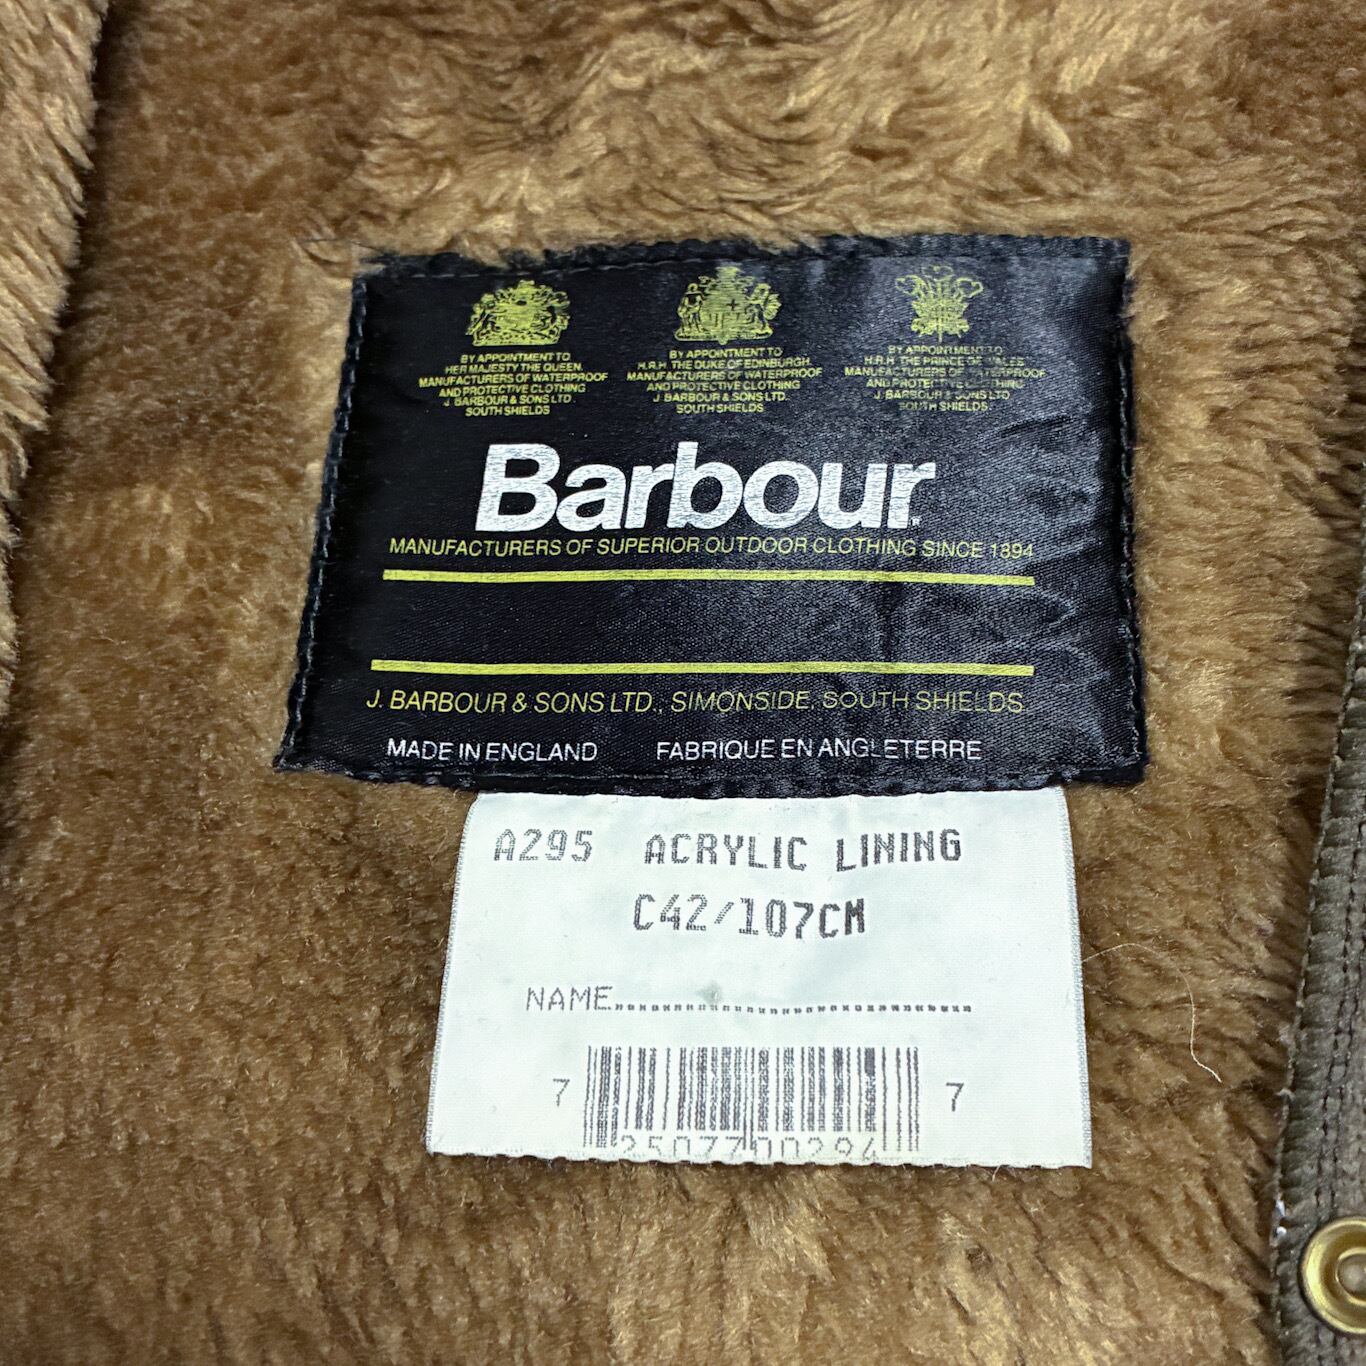 BY APPOINTMENT TO
HER MAJESTY THE QUEEN
MANUFACTURERS OF WATERPROOF
AND PROTECTIVE CLOTHING
J. BARBOUR & SONS LTD.
SOUTH SHIELDS
BY APPOINTMENT TO
H.R.H. THE DUKE OF EDINBURGH
MANUFACTURERS OF WATERPROOF
AND PROTECTIVE CLOTHING
J. BARBOUR & SONS LTD.
SOUTH SHIELDS
BY APPOINTMENT TO
H.R.H. THE PRINCE OF WALES
MANUFACTURERS OF WATERPROOF
AND PROTECTIVE CLOTHING
J. BARBOUR & SONS LTD
SOUTH SHIELDS.
Barbour
MANUFACTURERS OF SUPERIOR OUTDOOR CLOTHING SINCE 1894
J. BARBOUR & SONS LTD., SIMONSIDE, SOUTH SHIELDS
MADE IN ENGLAND FABRIQUE EN ANGLETERRE
A295 ACRYLIC LINING
C42/107CM
NAME........................................
7 2507700294 7